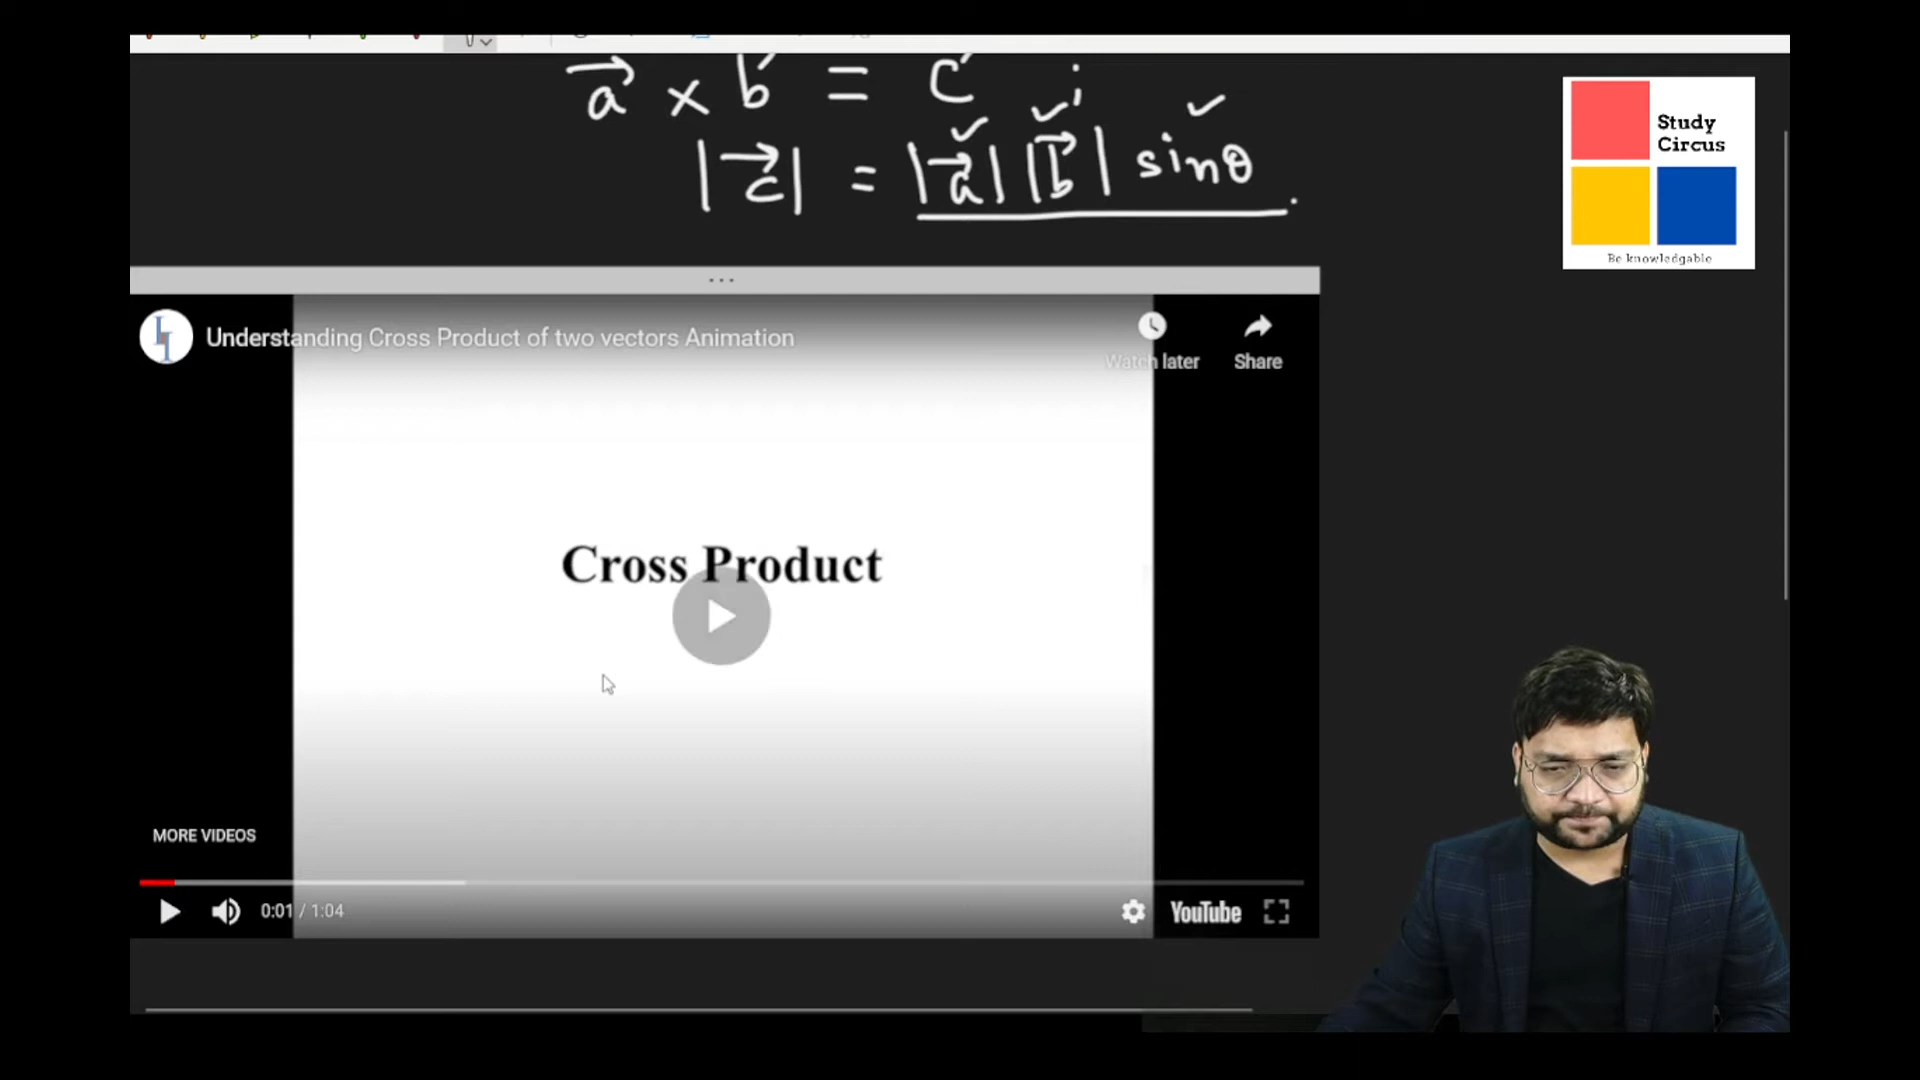 a⃗ × b⃗ = c⃗ ;
|c⃗| = |a⃗| |b⃗| sinθ.
Study
Circus
Be knowledgable
Understanding Cross Product of two vectors Animation
Watch later
Share
Cross Product
MORE VIDEOS
0:01 / 1:04
YouTube